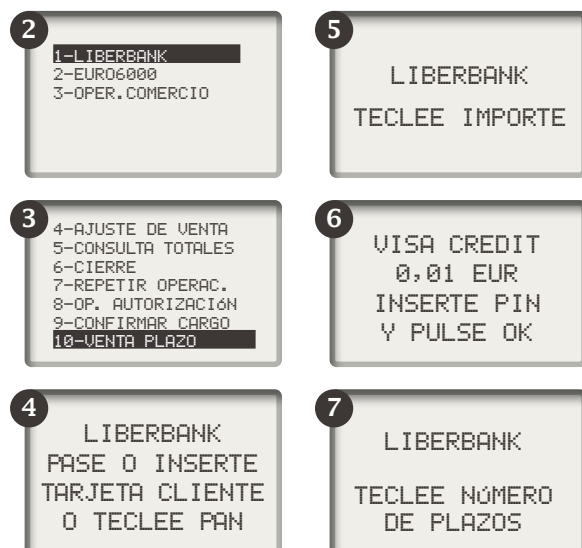 2
1-LIBERBANK
2-EURO6000
3-OPER.COMERCIO
3
4-AJUSTE DE VENTA
5-CONSULTA TOTALES
6-CIERRE
7-REPETIR OPERAC.
8-OP. AUTORIZACIóN
9-CONFIRMAR CARGO
10-VENTA PLAZO
4
LIBERBANK
PASE O INSERTE
TARJETA CLIENTE
O TECLEE PAN
5
LIBERBANK
TECLEE IMPORTE
6
VISA CREDIT
0,01 EUR
INSERTE PIN
Y PULSE OK
7
LIBERBANK
TECLEE NúMERO
DE PLAZOS